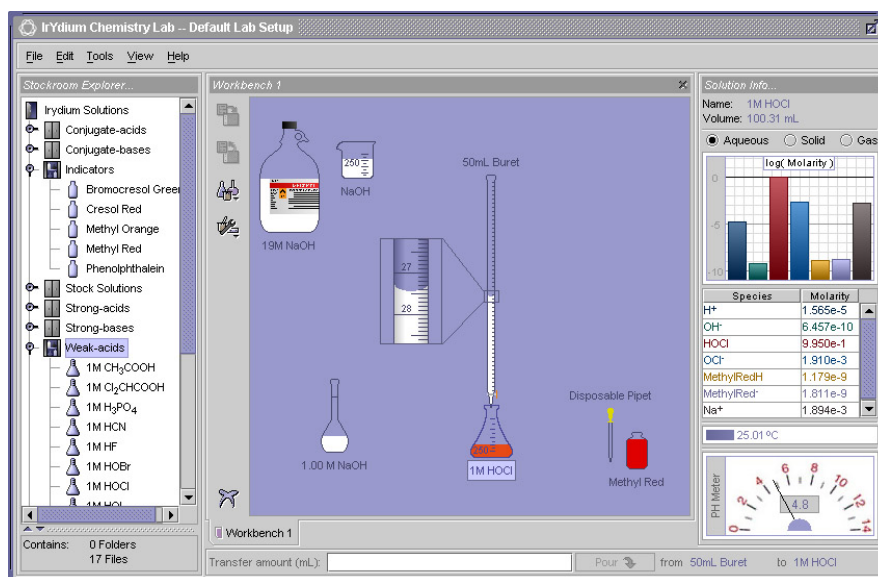 IrYdium Chemistry Lab -- Default Lab Setup
File Edit Tools View Help
Stockroom Explorer...
Irydium Solutions
Conjugate-acids
Conjugate-bases
Indicators
Bromocresol Green
Cresol Red
Methyl Orange
Methyl Red
Phenolphthalein
Stock Solutions
Strong-acids
Strong-bases
Weak-acids
1M CH₃COOH
1M Cl₂CHCOOH
1M H₃PO₄
1M HCN
1M HF
1M HOBr
1M HOCl
1M HOI
Contains: 0 Folders
17 Files
Workbench 1
19M NaOH
250
NaOH
50mL Buret
27
28
1.00 M NaOH
250
1M HOCl
Disposable Pipet
Methyl Red
Workbench 1
Transfer amount (mL): Pour from 50mL Buret to 1M HOCl
Solution Info...
Name: 1M HOCl
Volume: 100.31 mL
Aqueous Solid Gas
log( Molarity )
0
-5
-10
Species Molarity
H+ 1.565e-5
OH- 6.457e-10
HOCl 9.950e-1
OCl- 1.910e-3
MethylRedH 1.179e-9
MethylRed- 1.811e-9
Na+ 1.894e-3
25.01 ºC
PH Meter
0 2 4 6 8 10 12 14
4.8